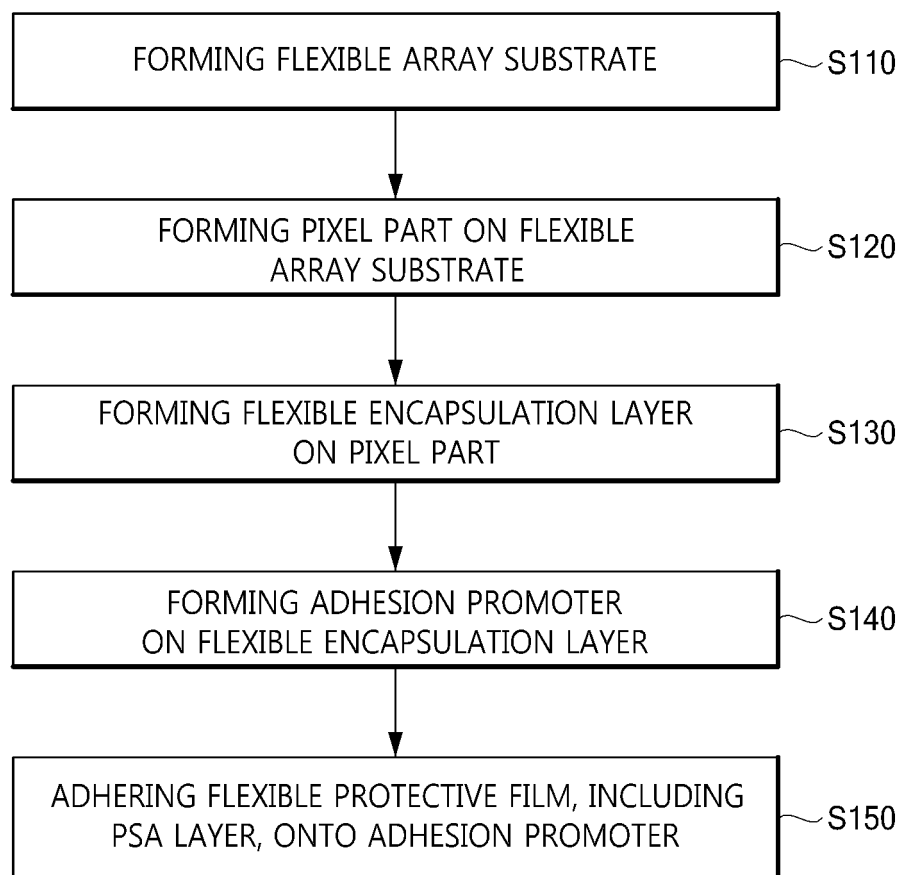 FORMING FLEXIBLE ARRAY SUBSTRATE
S110
FORMING PIXEL PART ON FLEXIBLE
ARRAY SUBSTRATE
S120
FORMING FLEXIBLE ENCAPSULATION LAYER
ON PIXEL PART
S130
FORMING ADHESION PROMOTER
ON FLEXIBLE ENCAPSULATION LAYER
S140
ADHERING FLEXIBLE PROTECTIVE FILM, INCLUDING
PSA LAYER, ONTO ADHESION PROMOTER
S150